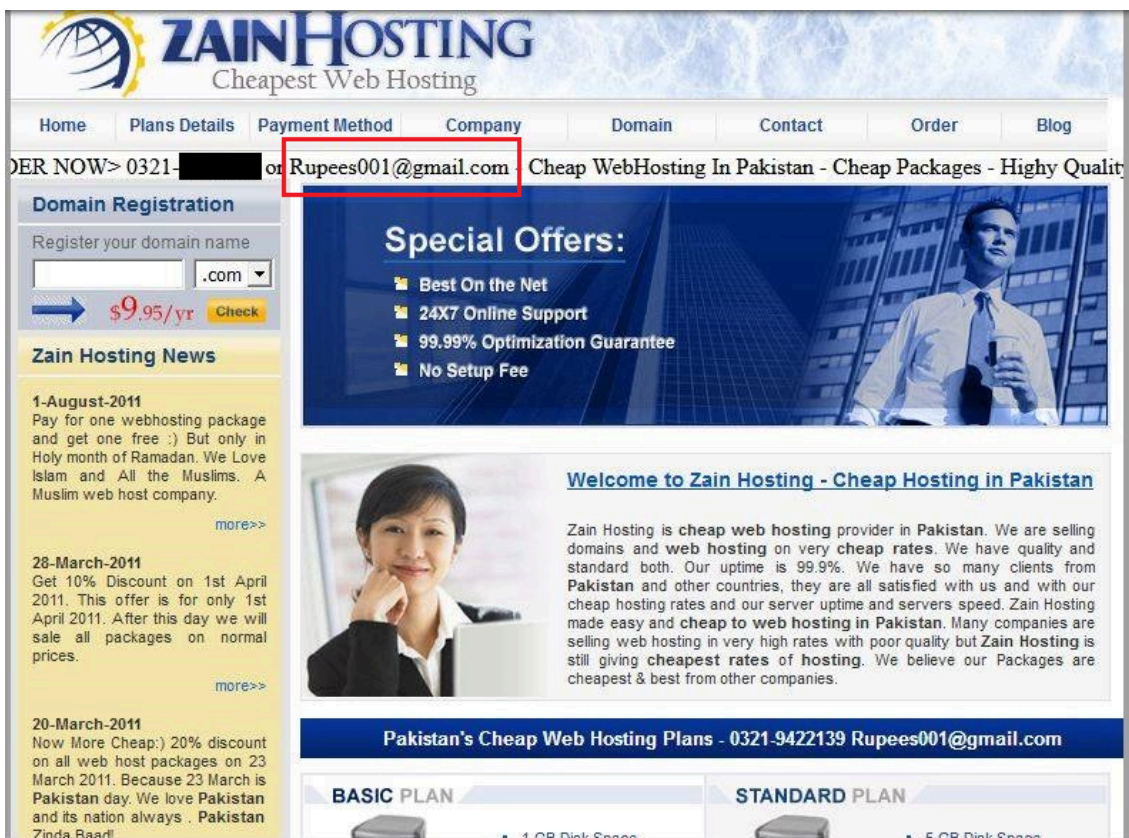 ZAINHOSTING
Cheapest Web Hosting
Home Plans Details Payment Method Company Domain Contact Order Blog
DER NOW> 0321- or Rupees001@gmail.com - Cheap WebHosting In Pakistan - Cheap Packages - Highy Quality
Domain Registration
Register your domain name
.com
$9.95/yr Check
Zain Hosting News
1-August-2011
Pay for one webhosting package
and get one free :) But only in
Holy month of Ramadan. We Love
Islam and All the Muslims. A
Muslim web host company.
more>>
28-March-2011
Get 10% Discount on 1st April
2011. This offer is for only 1st
April 2011. After this day we will
sale all packages on normal
prices.
more>>
20-March-2011
Now More Cheap:) 20% discount
on all web host packages on 23
March 2011. Because 23 March is
Pakistan day. We love Pakistan
and its nation always . Pakistan
Zinda Baad!
Special Offers:
Best On the Net
24X7 Online Support
99.99% Optimization Guarantee
No Setup Fee
Welcome to Zain Hosting - Cheap Hosting in Pakistan
Zain Hosting is cheap web hosting provider in Pakistan. We are selling
domains and web hosting on very cheap rates. We have quality and
standard both. Our uptime is 99.9%. We have so many clients from
Pakistan and other countries, they are all satisfied with us and with our
cheap hosting rates and our server uptime and servers speed. Zain Hosting
made easy and cheap to web hosting in Pakistan. Many companies are
selling web hosting in very high rates with poor quality but Zain Hosting is
still giving cheapest rates of hosting. We believe our Packages are
cheapest & best from other companies.
Pakistan's Cheap Web Hosting Plans - 0321-9422139 Rupees001@gmail.com
BASIC PLAN
1 GB Disk Space
STANDARD PLAN
5 GB Disk Space